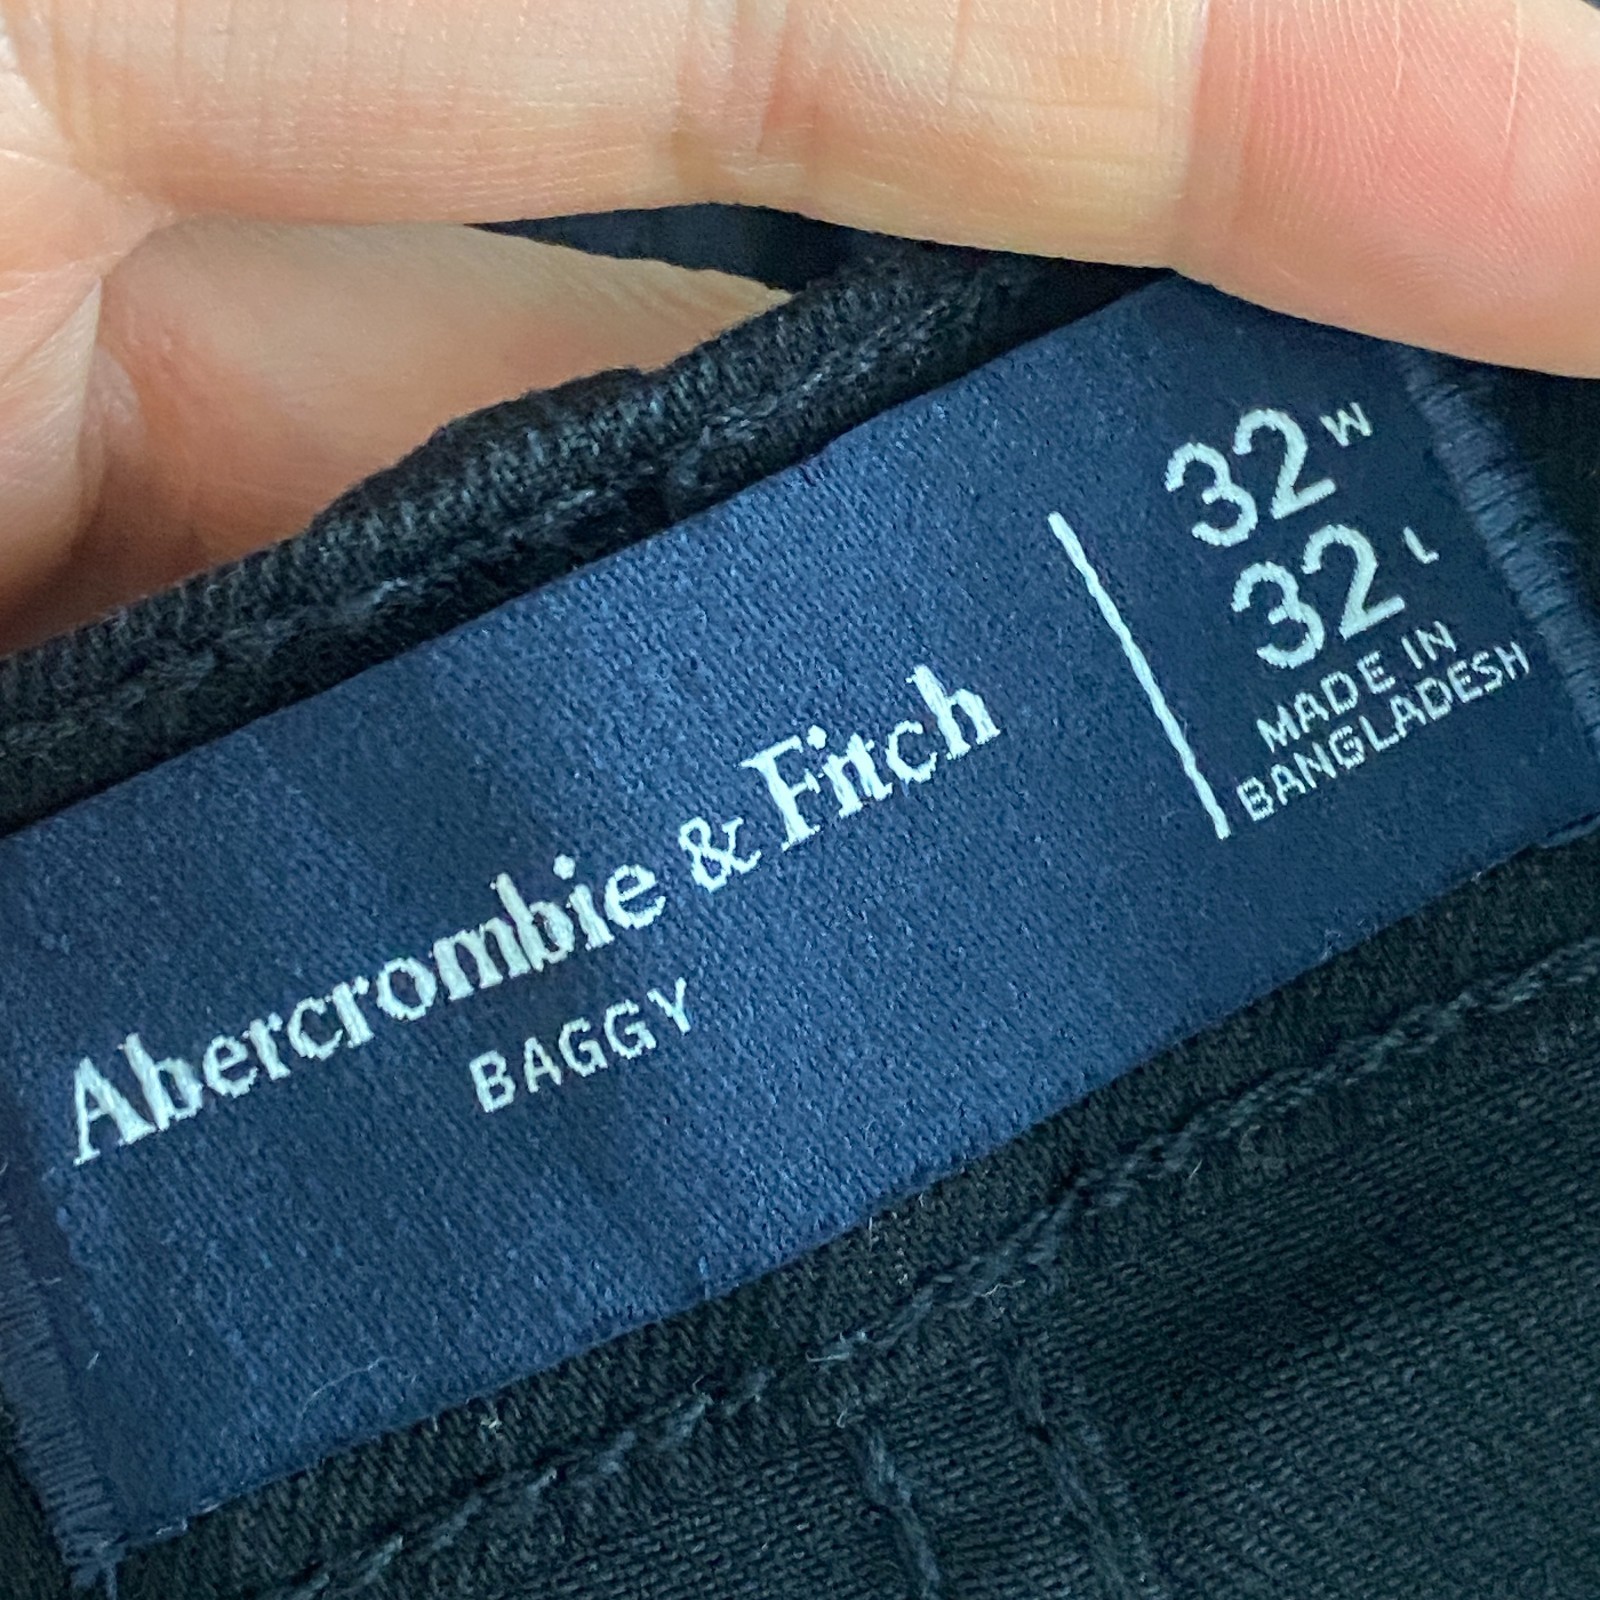 Abercrombie & Fitch
BAGGY
32 W
32 L
MADE IN
BANGLADESH